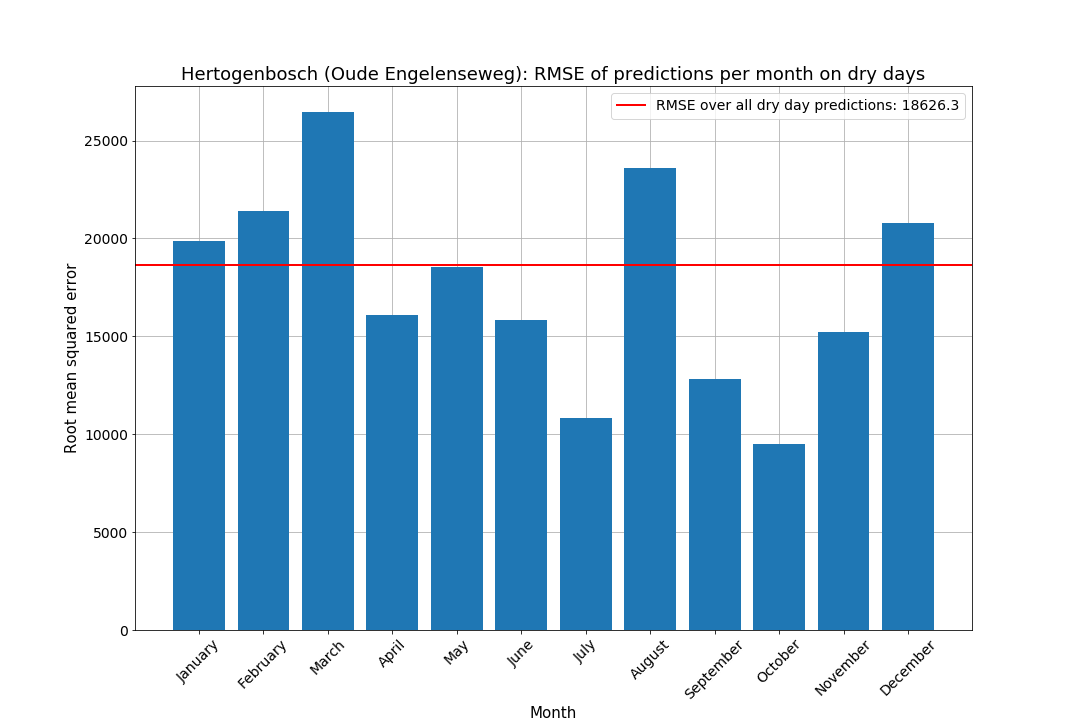 Hertogenbosch (Oude Engelenseweg): RMSE of predictions per month on dry days
RMSE over all dry day predictions: 18626.3
Root mean squared error
25000
20000
15000
10000
5000
0
January
February
March
April
May
June
July
August
September
October
November
December
Month